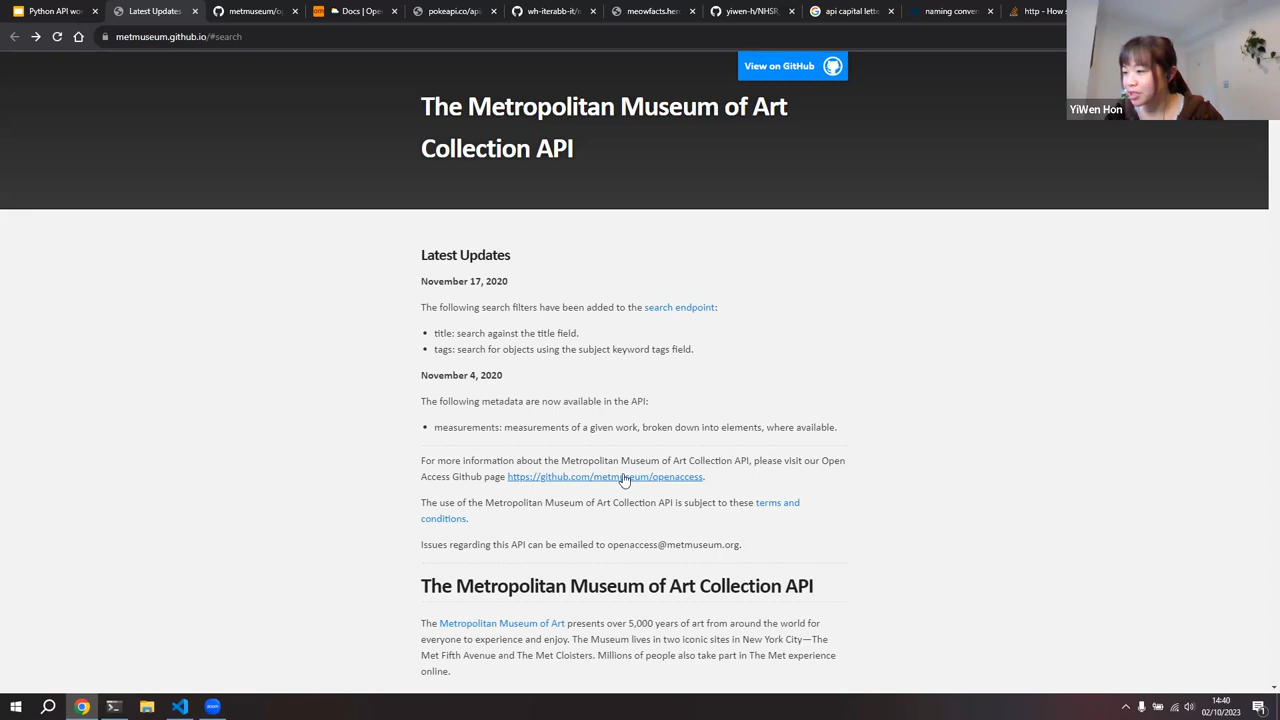 Python API wo
Latest Updates
metmuseum/op
Docs | Open
pokeapi.co/api
wh-iterabb-it/m
meowfacts.hero
yiwen-h/NHSR_
api capital lette
naming conven
http - How s
metmuseum.github.io/#search
View on GitHub
YiWen Hon
The Metropolitan Museum of Art
Collection API
Latest Updates
November 17, 2020
The following search filters have been added to the search endpoint:
• title: search against the title field.
• tags: search for objects using the subject keyword tags field.
November 4, 2020
The following metadata are now available in the API:
• measurements: measurements of a given work, broken down into elements, where available.
For more information about the Metropolitan Museum of Art Collection API, please visit our Open
Access Github page https://github.com/metmuseum/openaccess.
The use of the Metropolitan Museum of Art Collection API is subject to these terms and
conditions.
Issues regarding this API can be emailed to openaccess@metmuseum.org.
The Metropolitan Museum of Art Collection API
The Metropolitan Museum of Art presents over 5,000 years of art from around the world for
everyone to experience and enjoy. The Museum lives in two iconic sites in New York City—The
Met Fifth Avenue and The Met Cloisters. Millions of people also take part in The Met experience
online.
14:40
02/10/2023